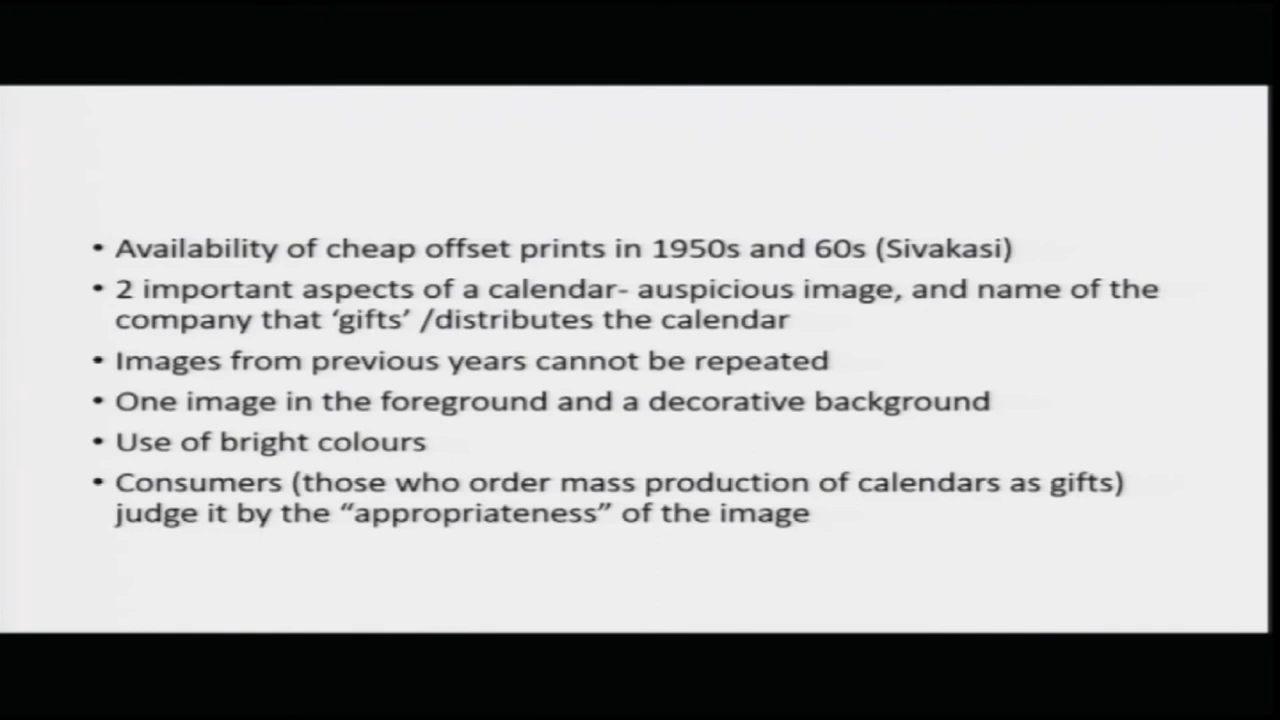 • Availability of cheap offset prints in 1950s and 60s (Sivakasi)
• 2 important aspects of a calendar- auspicious image, and name of the
company that ‘gifts’ /distributes the calendar
• Images from previous years cannot be repeated
• One image in the foreground and a decorative background
• Use of bright colours
• Consumers (those who order mass production of calendars as gifts)
judge it by the “appropriateness” of the image